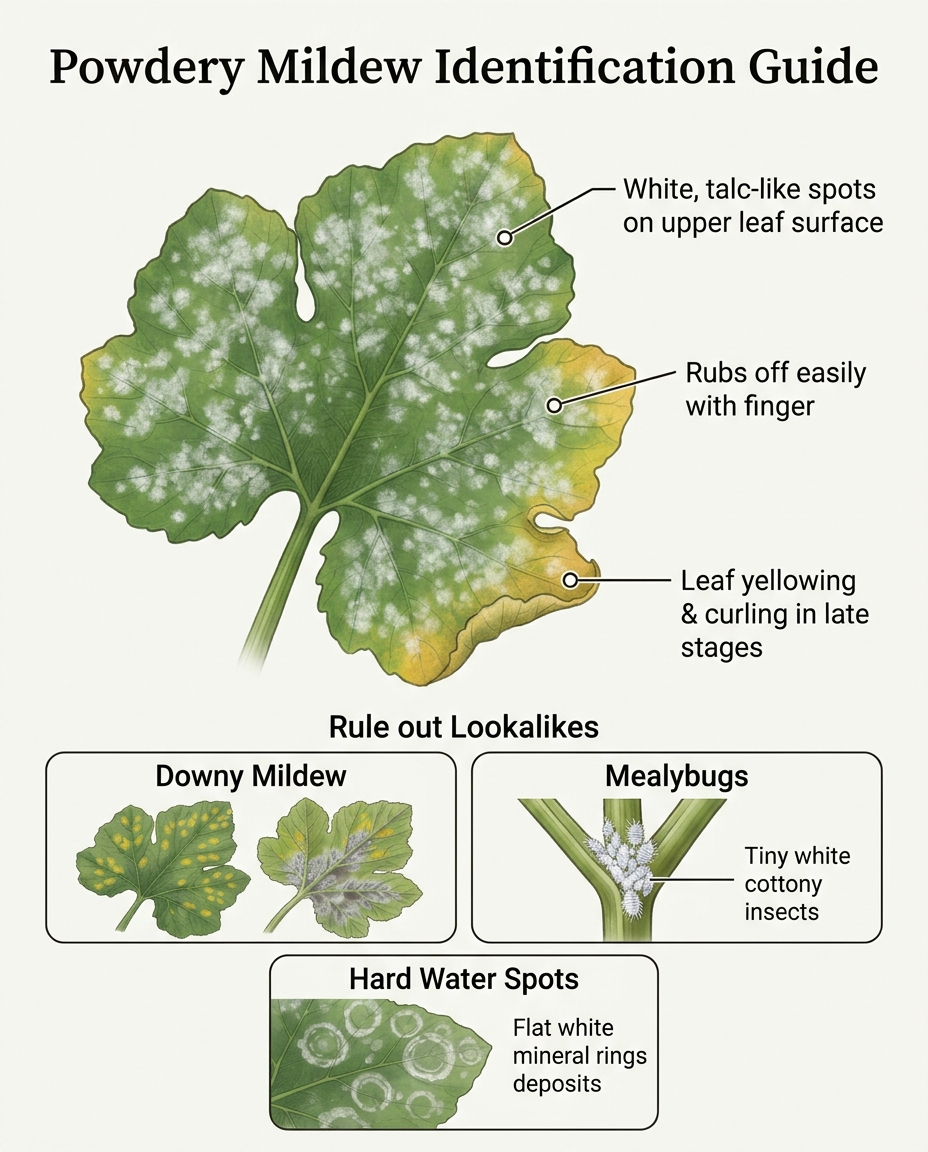 Powdery Mildew Identification Guide
White, talc-like spots
on upper leaf surface
Rubs off easily
with finger
Leaf yellowing
& curling in late
stages
Rule out Lookalikes
Downy Mildew
Mealybugs
Tiny white
cottony
insects
Hard Water Spots
Flat white
mineral rings
deposits